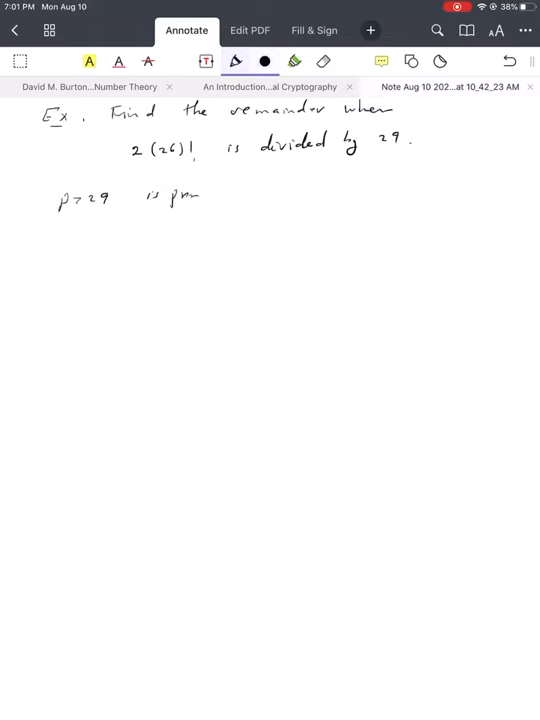 7:01 PM Mon Aug 10
38%
Annotate Edit PDF Fill & Sign
David M. Burton...Number Theory An Introduction...al Cryptography Note Aug 10 202...at 10_42_23 AM
Ex. Find the remainder when
2 (26)! is divided by 29.
p = 29 is pr